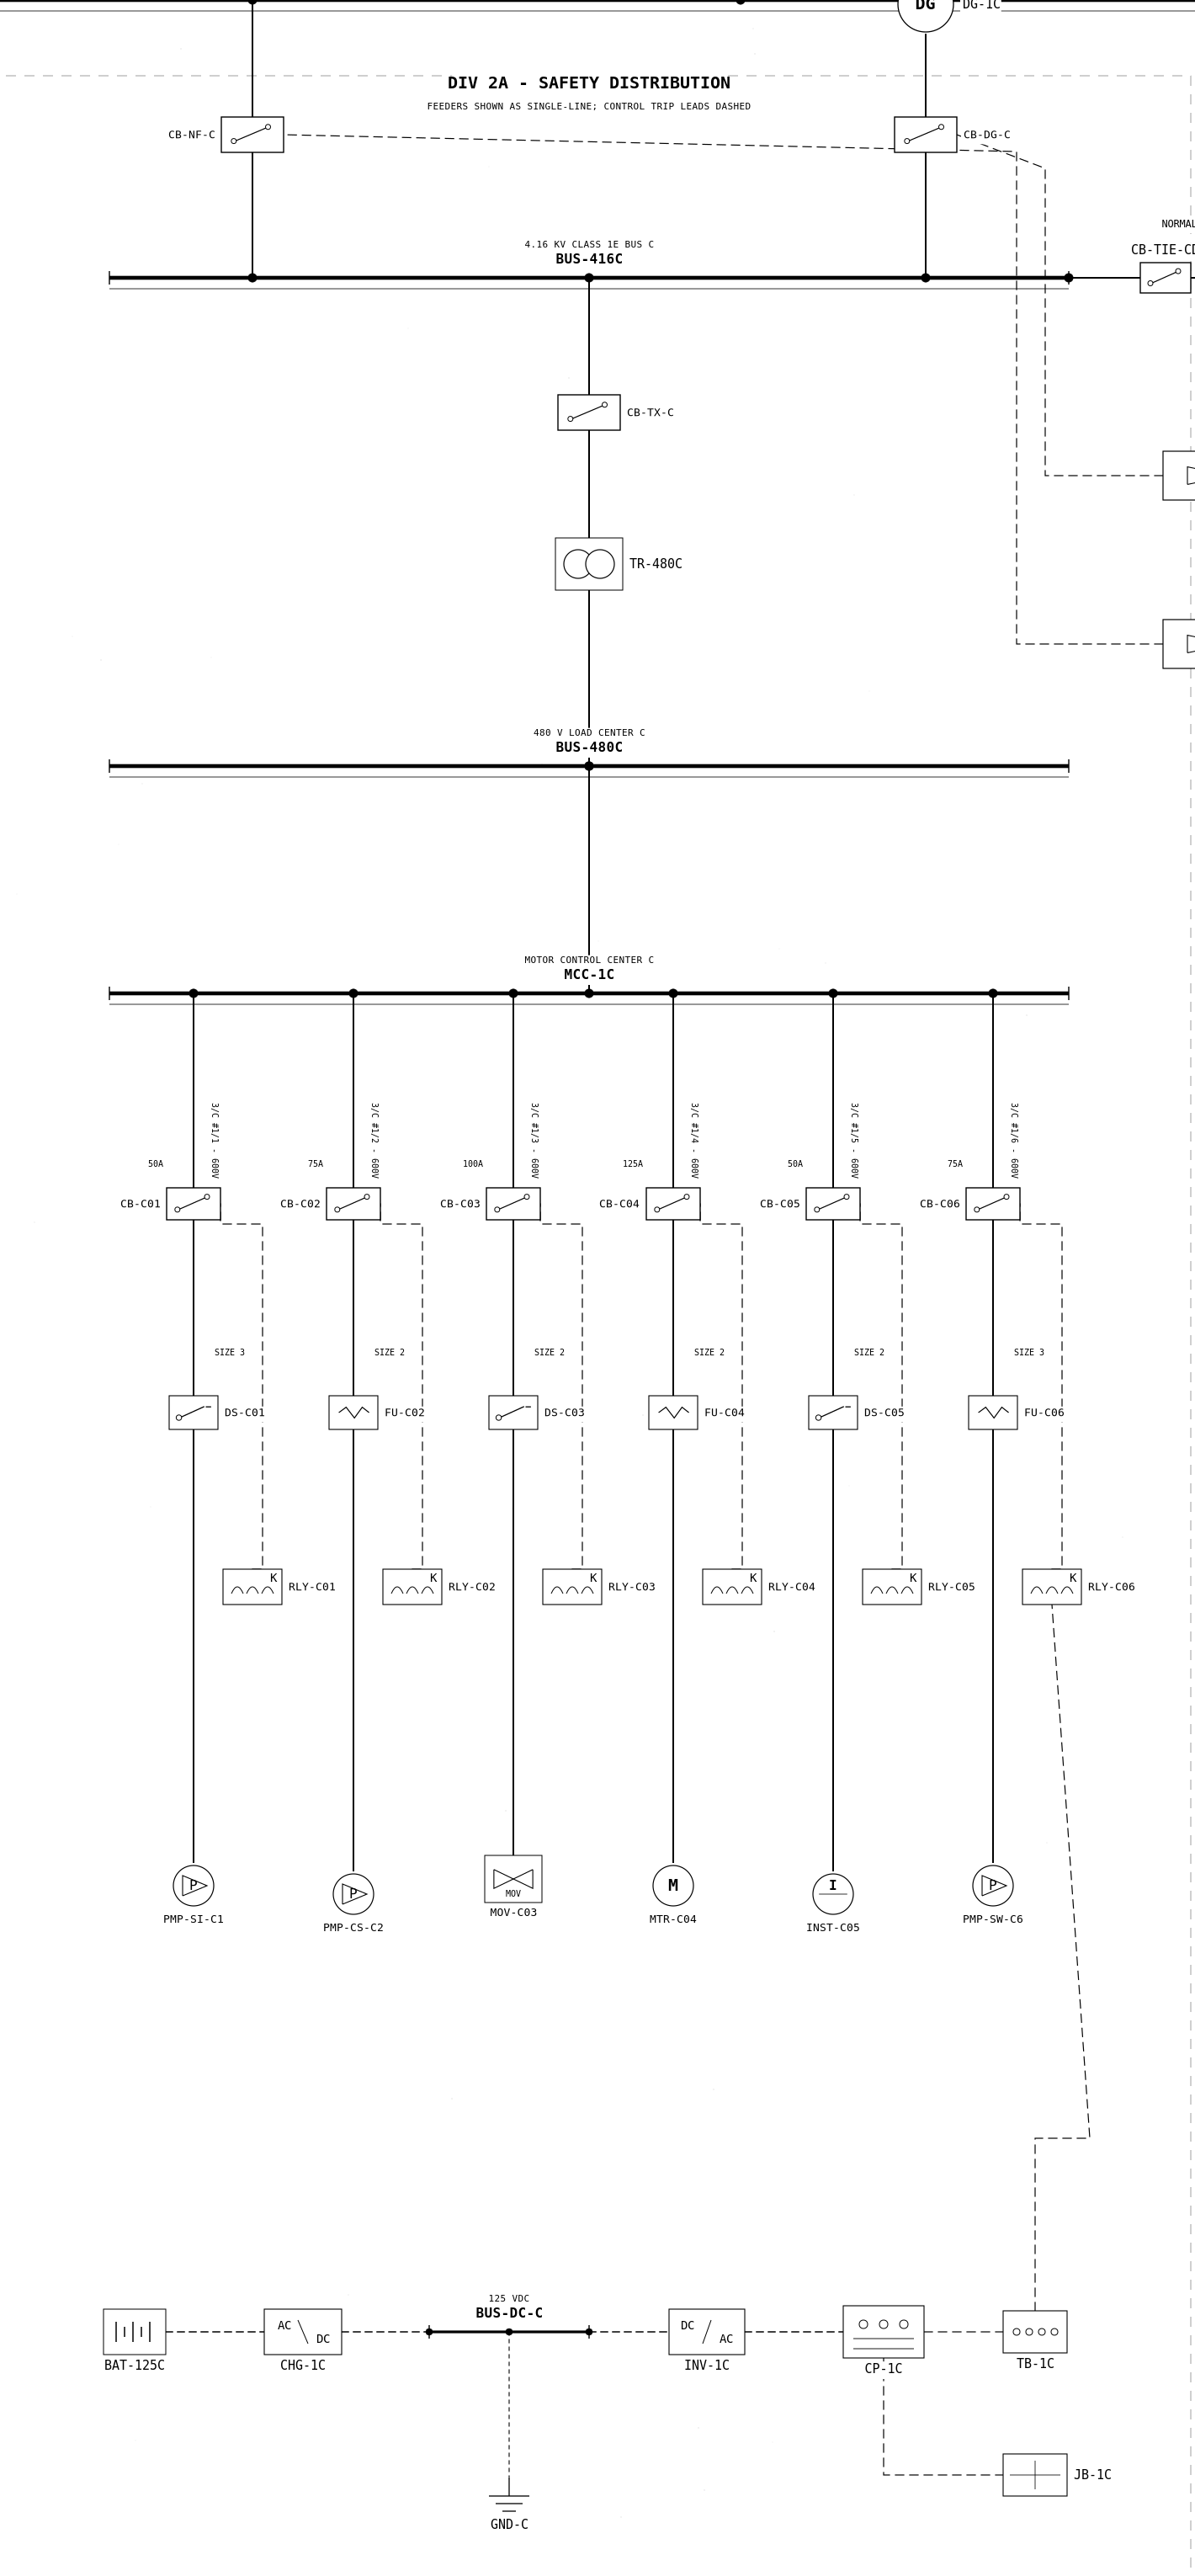 DG
DG-1C
DIV 2A - SAFETY DISTRIBUTION
FEEDERS SHOWN AS SINGLE-LINE; CONTROL TRIP LEADS DASHED
CB-NF-C
CB-DG-C
NORMAL
4.16 KV CLASS 1E BUS C
BUS-416C
CB-TIE-CD
CB-TX-C
TR-480C
480 V LOAD CENTER C
BUS-480C
MOTOR CONTROL CENTER C
MCC-1C
3/C #1/1 - 600V
3/C #1/2 - 600V
3/C #1/3 - 600V
3/C #1/4 - 600V
3/C #1/5 - 600V
3/C #1/6 - 600V
50A
75A
100A
125A
50A
75A
CB-C01
CB-C02
CB-C03
CB-C04
CB-C05
CB-C06
SIZE 3
SIZE 2
SIZE 2
SIZE 2
SIZE 2
SIZE 3
DS-C01
FU-C02
DS-C03
FU-C04
DS-C05
FU-C06
K
RLY-C01
K
RLY-C02
K
RLY-C03
K
RLY-C04
K
RLY-C05
K
RLY-C06
P
PMP-SI-C1
P
PMP-CS-C2
MOV
MOV-C03
M
MTR-C04
I
INST-C05
P
PMP-SW-C6
125 VDC
BUS-DC-C
AC
DC
DC
AC
BAT-125C
CHG-1C
INV-1C
CP-1C
TB-1C
JB-1C
GND-C